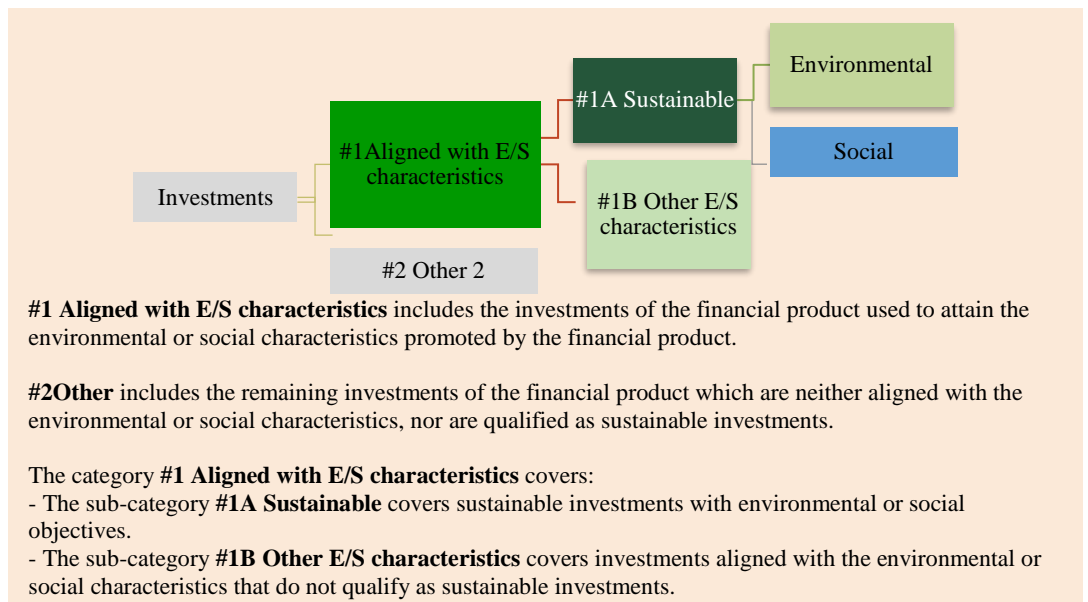 Environmental
#1A Sustainable
#1Aligned with E/S
characteristics
Social
Investments
#1B Other E/S
characteristics
#2 Other 2
#1 Aligned with E/S characteristics includes the investments of the financial product used to attain the
environmental or social characteristics promoted by the financial product.
#2Other includes the remaining investments of the financial product which are neither aligned with the
environmental or social characteristics, nor are qualified as sustainable investments.
The category #1 Aligned with E/S characteristics covers:
- The sub-category #1A Sustainable covers sustainable investments with environmental or social
objectives.
- The sub-category #1B Other E/S characteristics covers investments aligned with the environmental or
social characteristics that do not qualify as sustainable investments.